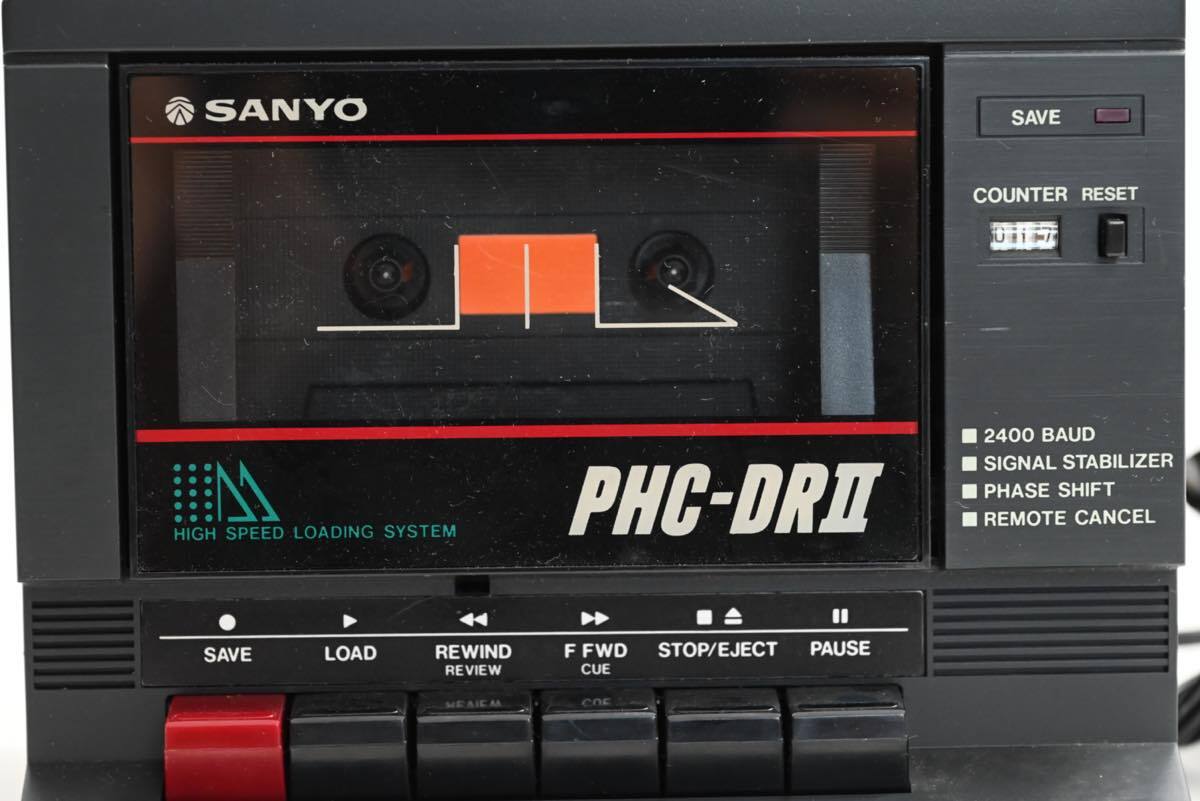 SANYO
SAVE
COUNTER RESET
2400 BAUD
SIGNAL STABILIZER
PHASE SHIFT
REMOTE CANCEL
PHC-DRII
HIGH SPEED LOADING SYSTEM
SAVE
LOAD
REWIND
REVIEW
F FWD
CUE
STOP/EJECT
PAUSE